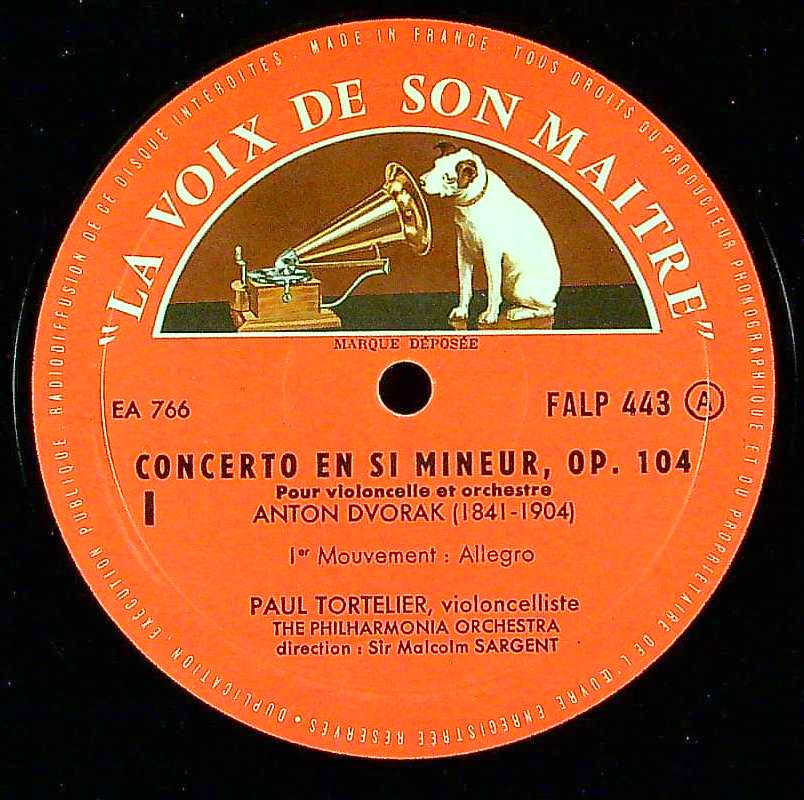 MADE IN FRANCE · TOUS DROITS DU PRODUCTEUR PHONOGRAPHIQUE ET DU PROPRIÉTAIRE DE L'ŒUVRE ENREGISTRÉE RÉSERVÉS • DUPLICATION · EXÉCUTION PUBLIQUE · RADIODIFFUSION DE CE DISQUE INTERDITES ·
"LA VOIX DE SON MAITRE"
MARQUE DÉPOSÉE
EA 766
FALP 443 A
CONCERTO EN SI MINEUR, OP. 104
I
Pour violoncelle et orchestre
ANTON DVORAK (1841-1904)
Ier Mouvement : Allegro
PAUL TORTELIER, violoncelliste
THE PHILHARMONIA ORCHESTRA
direction : Sir Malcolm SARGENT